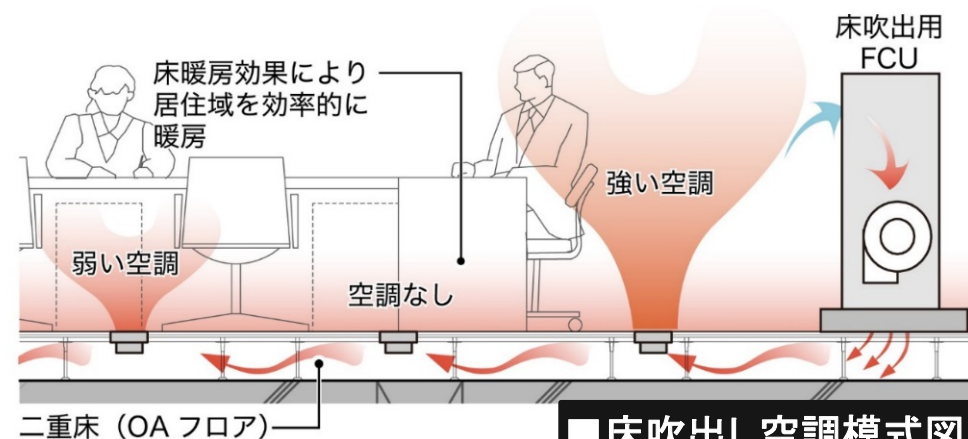 床吹出用
FCU
床暖房効果により
居住域を効率的に
暖房
強い空調
弱い空調
空調なし
二重床（OA フロア）
■床吹出し空調模式図